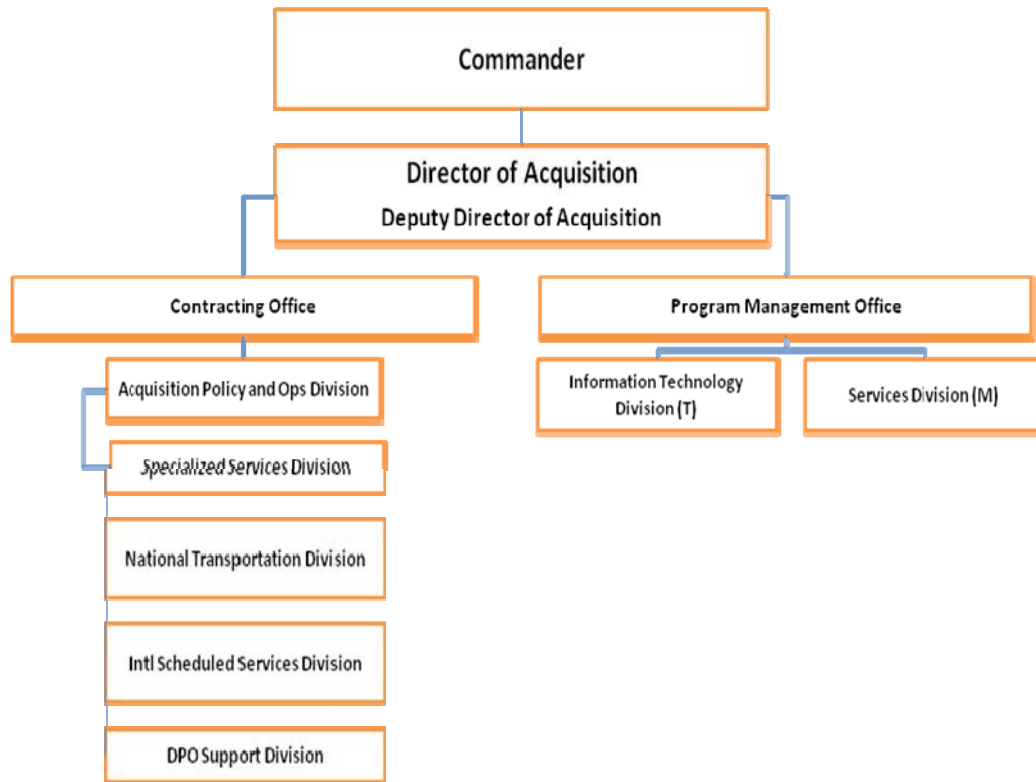 Commander
Director of Acquisition
Deputy Director of Acquisition
Contracting Office
Program Management Office
Acquisition Policy and Ops Division
Information Technology
Division (T)
Services Division (M)
Specialized Services Division
National Transportation Division
Intl Scheduled Services Division
DPO Support Division